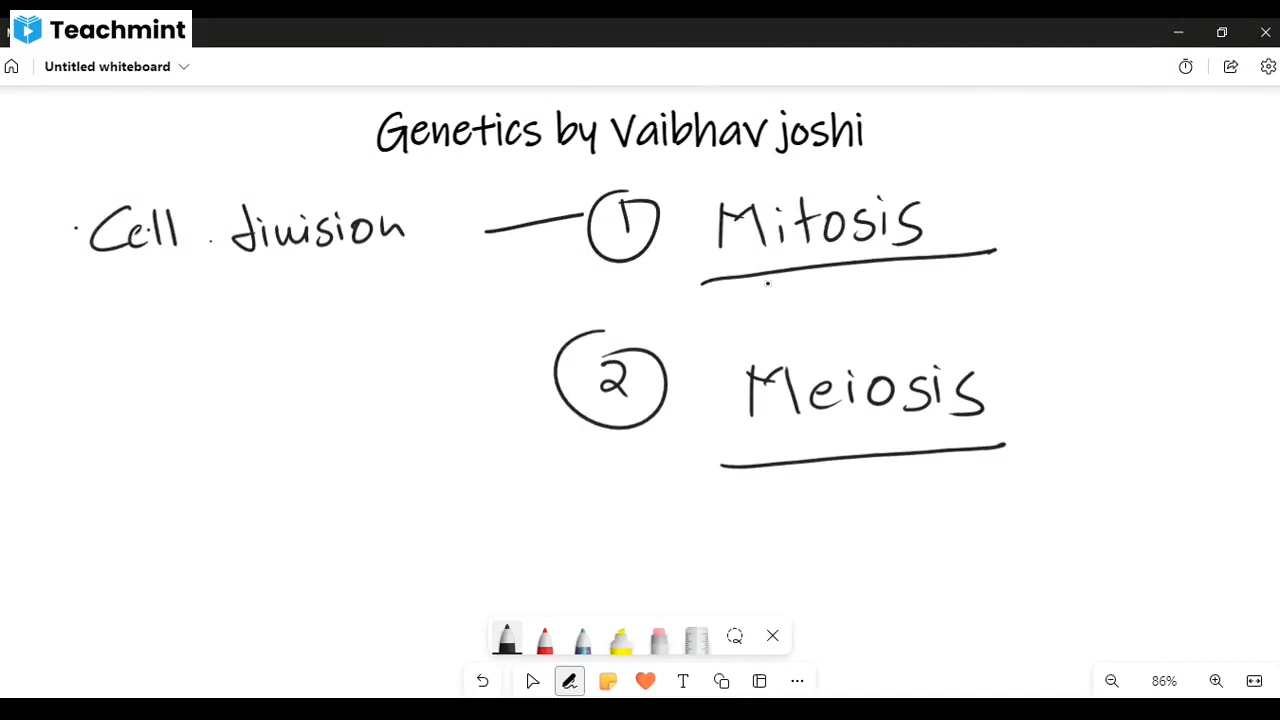 Teachmint
Untitled whiteboard
Genetics by Vaibhav joshi
Cell division — 1 Mitosis
2 Meiosis
86%